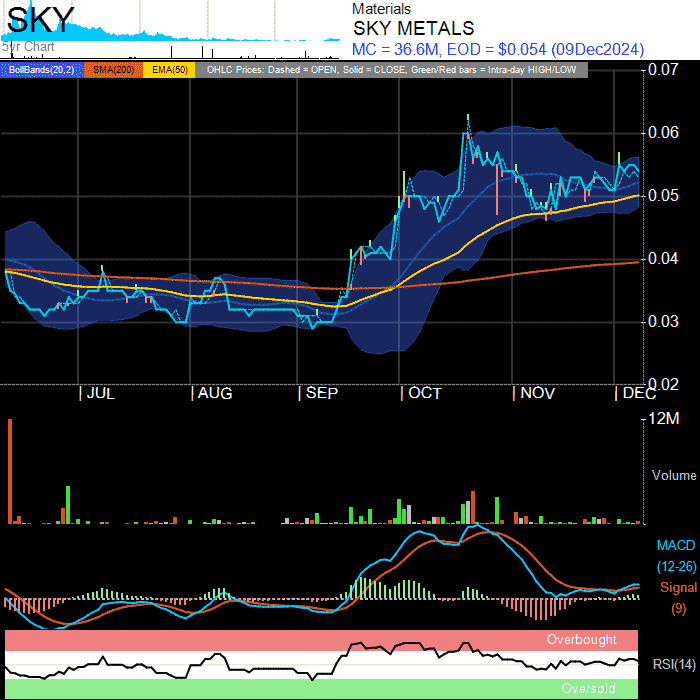 SKY
5yr Chart
Materials
SKY METALS
MC = 36.6M, EOD = $0.054 (09Dec2024)
BollBands(20,2) SMA(200) EMA(50) OHLC Prices: Dashed = OPEN, Solid = CLOSE, Green/Red bars = Intra-day HIGH/LOW
0.07
0.06
0.05
0.04
0.03
0.02
| JUL | AUG | SEP | OCT | NOV | DEC
12M
Volume
MACD
(12-26)
Signal
(9)
Overbought
RSI(14)
Oversold